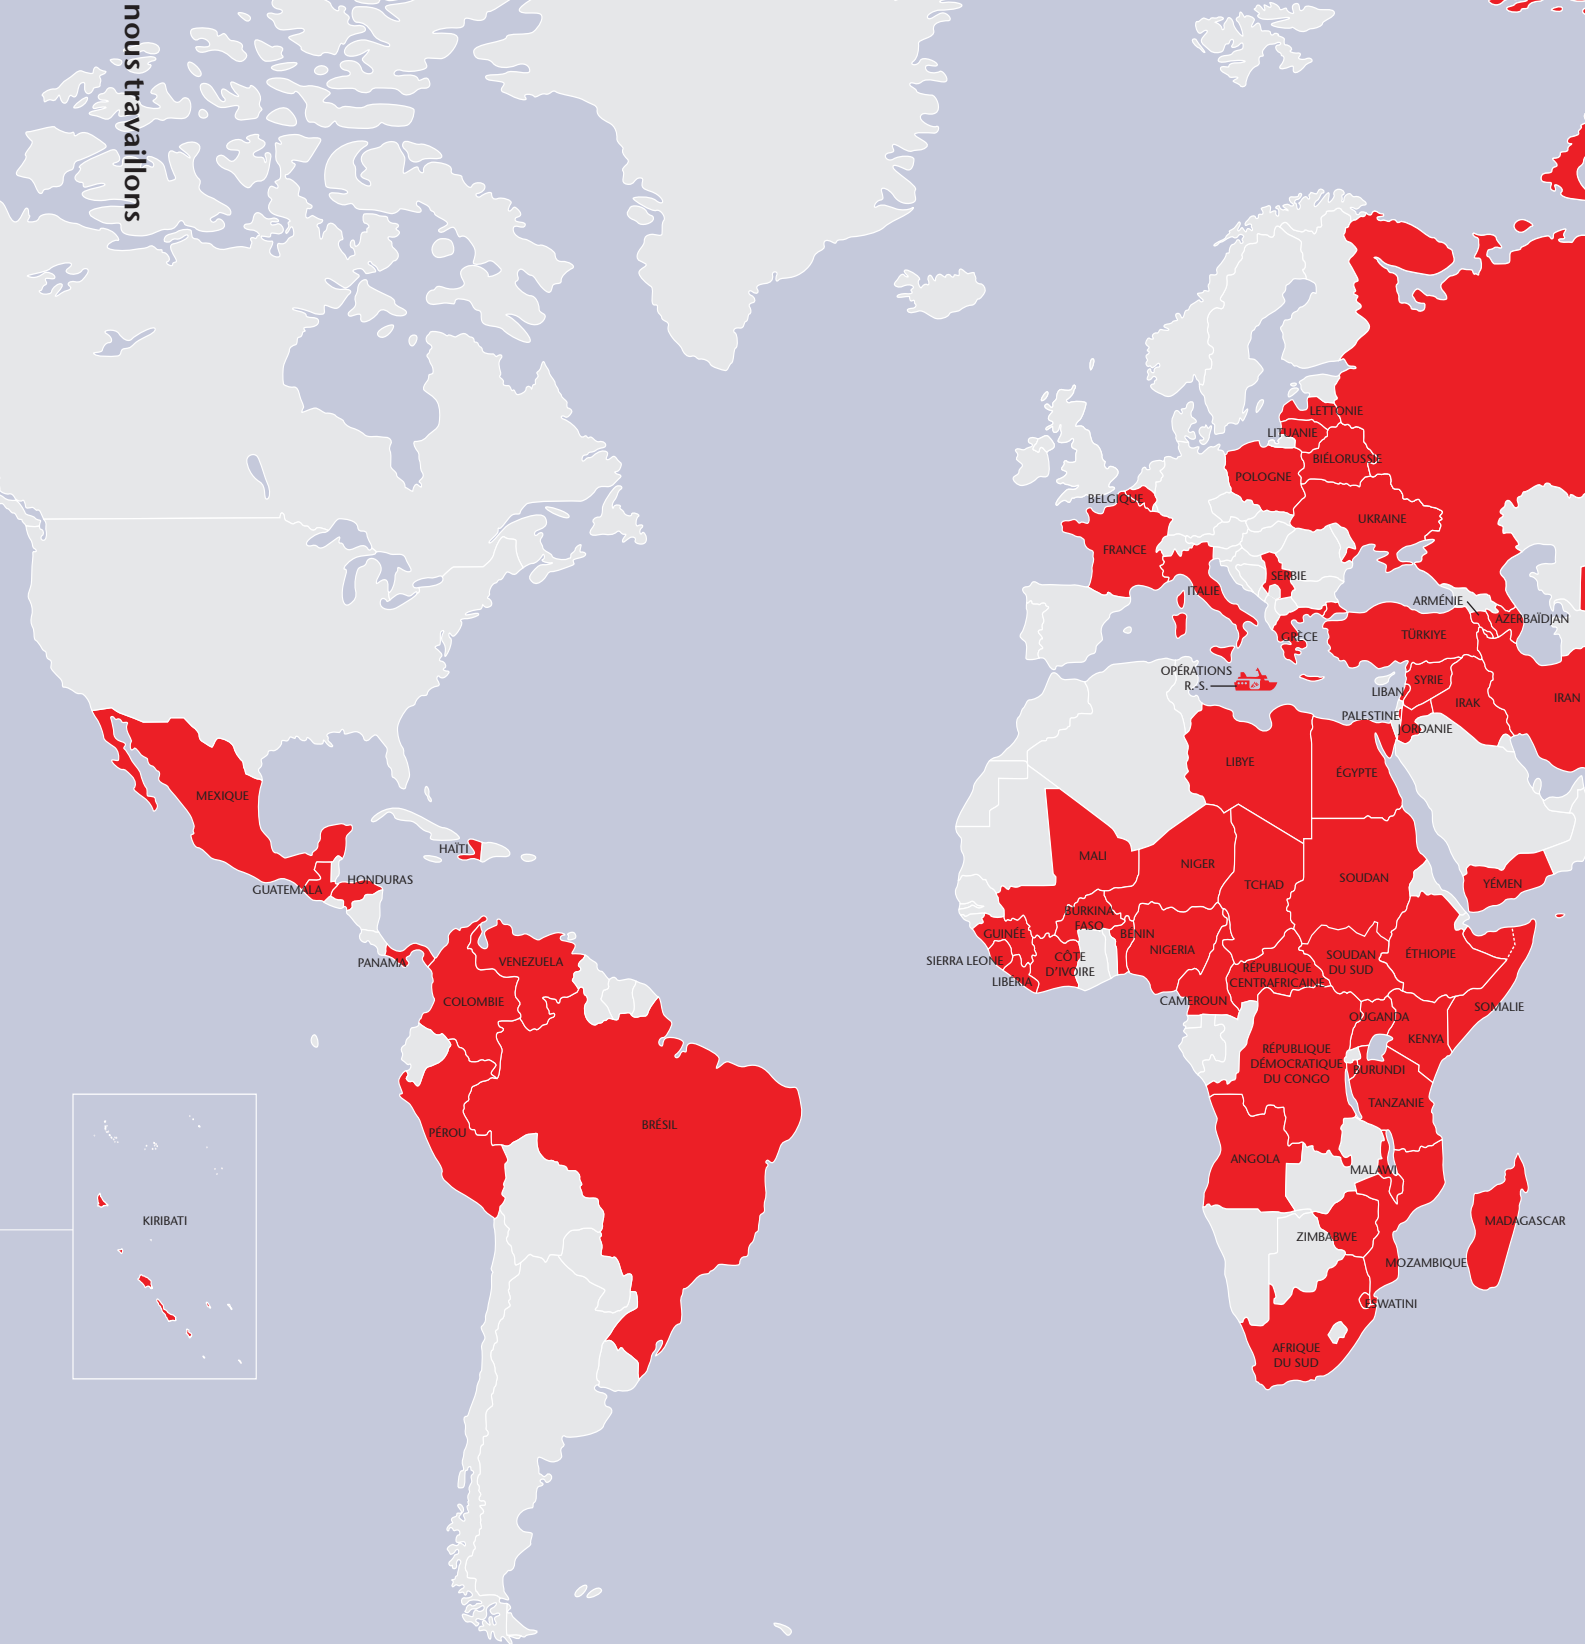 nous travaillons
LETTONIE
LITUANIE
BIÉLORUSSIE
POLOGNE
BELGIQUE
UKRAINE
FRANCE
SERBIE
ITALIE
ARMÉNIE
AZERBAÏDJAN
GRÈCE
TÜRKIYE
OPÉRATIONS
R.-S.
SYRIE
LIBAN
IRAK
IRAN
PALESTINE
JORDANIE
LIBYE
ÉGYPTE
MEXIQUE
HAÏTI
HONDURAS
GUATEMALA
MALI
NIGER
TCHAD
SOUDAN
YÉMEN
BURKINA
FASO
GUINÉE
BÉNIN
NIGERIA
SIERRA LEONE
CÔTE
D'IVOIRE
LIBERIA
SOUDAN
DU SUD
ÉTHIOPIE
RÉPUBLIQUE
CENTRAFRICAINE
PANAMA
VENEZUELA
COLOMBIE
CAMEROUN
SOMALIE
OUGANDA
KENYA
RÉPUBLIQUE
DÉMOCRATIQUE
DU CONGO
BURUNDI
TANZANIE
BRÉSIL
PÉROU
ANGOLA
MALAWI
KIRIBATI
MADAGASCAR
ZIMBABWE
MOZAMBIQUE
ESWATINI
AFRIQUE
DU SUD